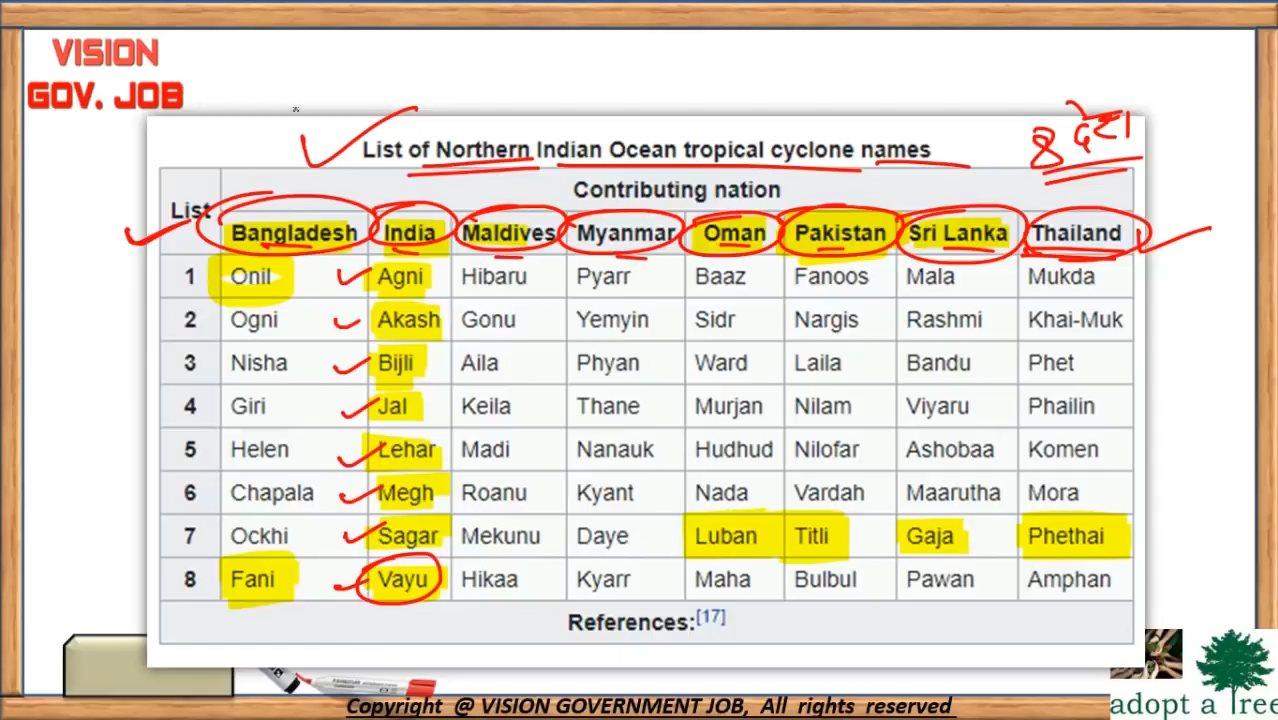 VISION
GOV. JOB
8 देश
List of Northern Indian Ocean tropical cyclone names
List Contributing nation
Bangladesh India Maldives Myanmar Oman Pakistan Sri Lanka Thailand
1 Onil Agni Hibaru Pyarr Baaz Fanoos Mala Mukda
2 Ogni Akash Gonu Yemyin Sidr Nargis Rashmi Khai-Muk
3 Nisha Bijli Aila Phyan Ward Laila Bandu Phet
4 Giri Jal Keila Thane Murjan Nilam Viyaru Phailin
5 Helen Lehar Madi Nanauk Hudhud Nilofar Ashobaa Komen
6 Chapala Megh Roanu Kyant Nada Vardah Maarutha Mora
7 Ockhi Sagar Mekunu Daye Luban Titli Gaja Phethai
8 Fani Vayu Hikaa Kyarr Maha Bulbul Pawan Amphan
References:[17]
Copyright @ VISION GOVERNMENT JOB, All rights reserved
adopt a Tree